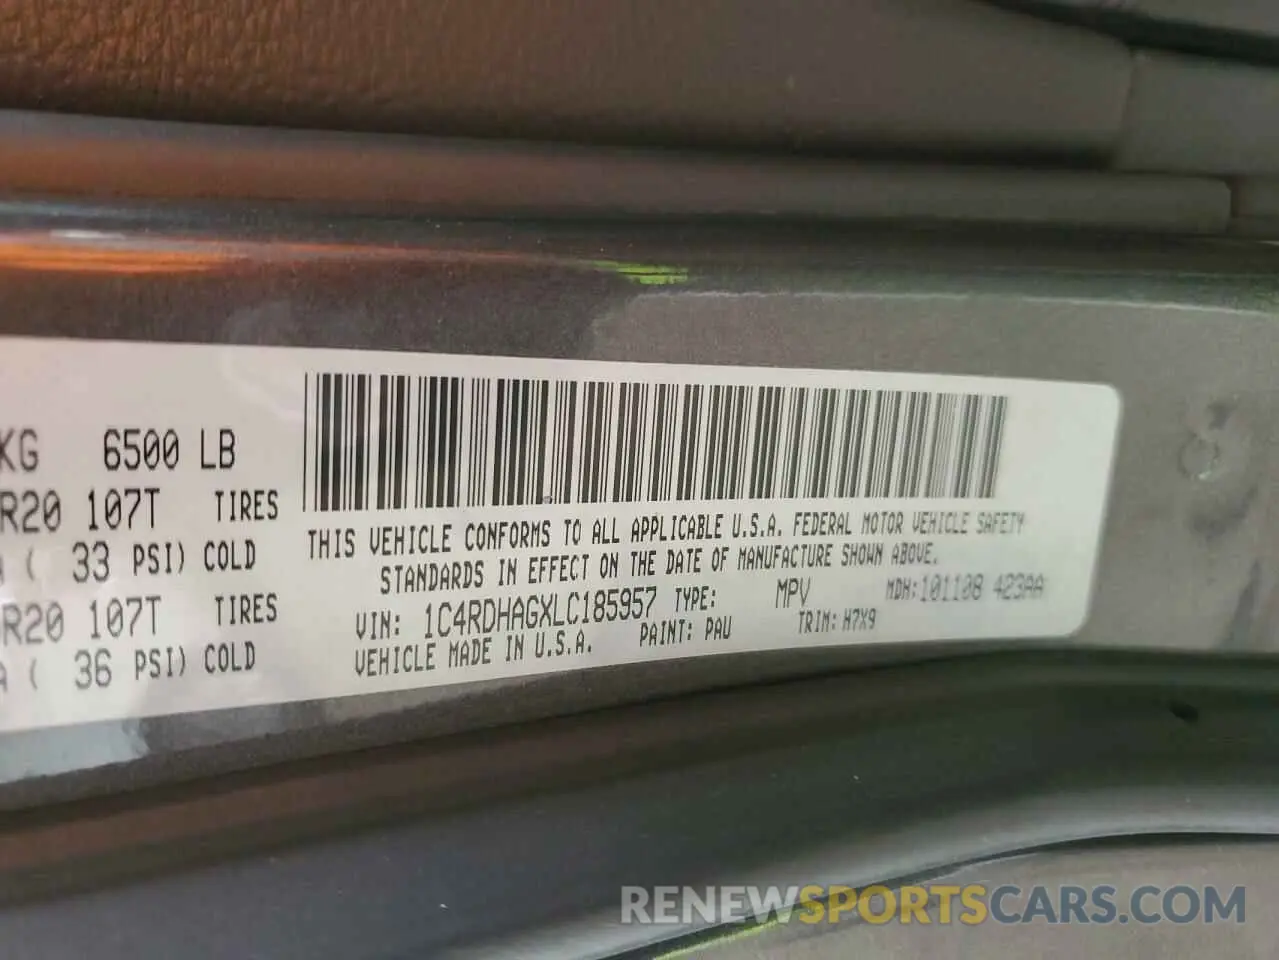 KG 6500 LB
R20 107T TIRES
( 33 PSI) COLD
R20 107T TIRES
( 36 PSI) COLD
THIS VEHICLE CONFORMS TO ALL APPLICABLE U.S.A. FEDERAL MOTOR VEHICLE SAFETY
STANDARDS IN EFFECT ON THE DATE OF MANUFACTURE SHOWN ABOVE.
VIN: 1C4RDHAGXLC185957 TYPE: MPV MDH:101108 423AA
VEHICLE MADE IN U.S.A. PAINT: PAU TRIM: H7X9
RENEWSPORTSCARS.COM